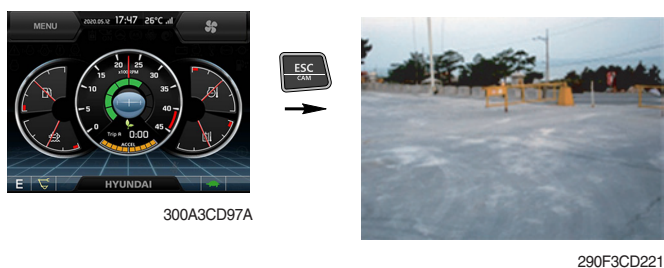 MENU
2020.05.12 17:47 26°C
20 25
x100RPM
15 30
10 35
5 40
0 45
Trip A 0:00
ACCEL
E
HYUNDAI
ESC
CAM
300A3CD97A
290F3CD221